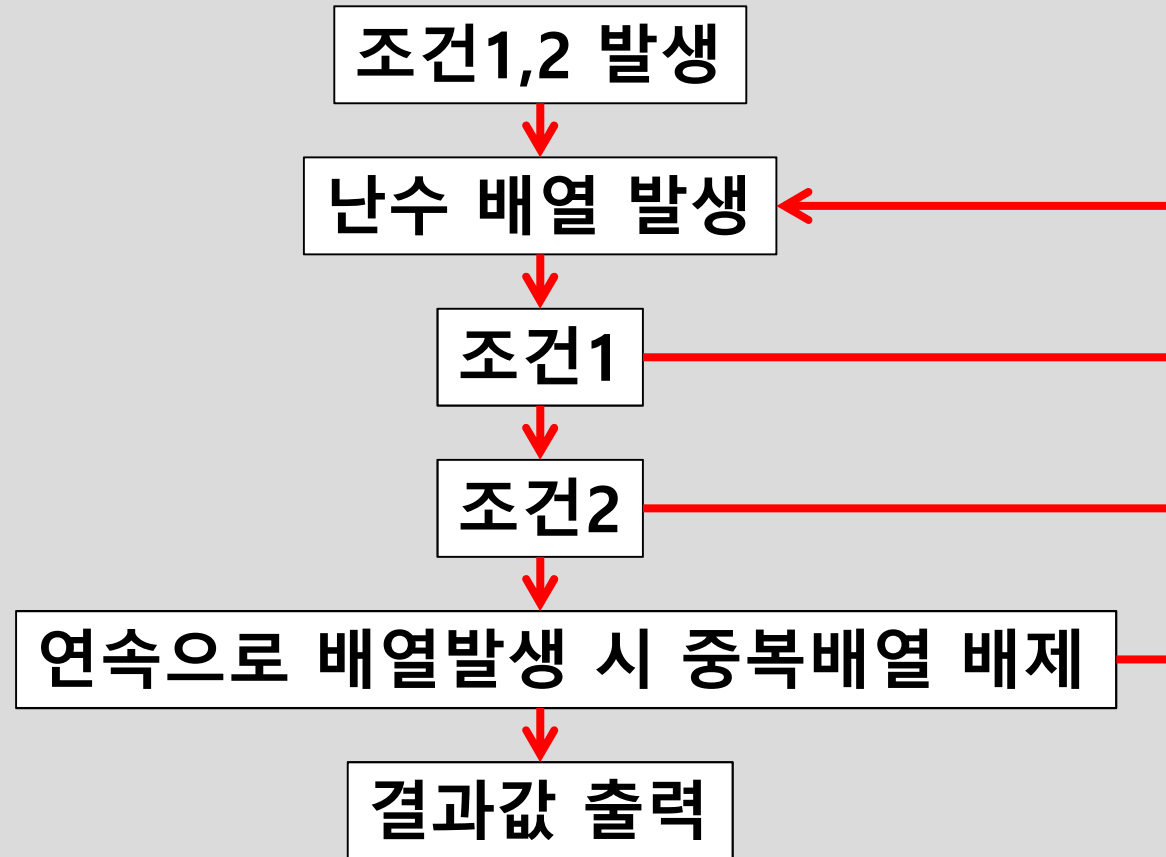 조건1,2 발생
난수 배열 발생
조건1
조건2
연속으로 배열발생 시 중복배열 배제
결과값 출력